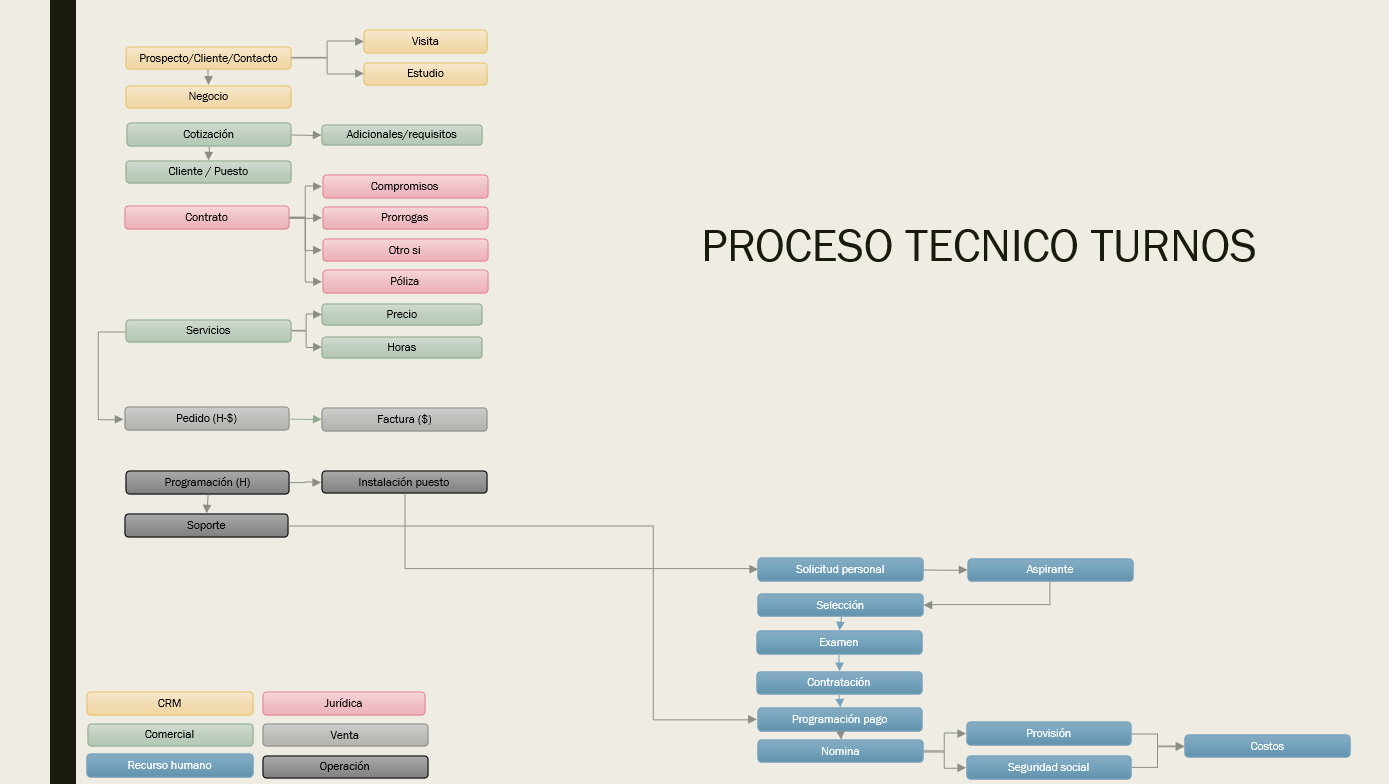 Prospecto/Cliente/Contacto
Visita
Estudio
Negocio
Cotización
Adicionales/requisitos
Cliente / Puesto
Contrato
Compromisos
Prorrogas
Otro si
Póliza
Servicios
Precio
Horas
Pedido (H-$)
Factura ($)
Programación (H)
Instalación puesto
Soporte
PROCESO TECNICO TURNOS
Solicitud personal
Aspirante
Selección
Examen
Contratación
Programación pago
Nomina
Provisión
Seguridad social
Costos
CRM
Jurídica
Comercial
Venta
Recurso humano
Operación